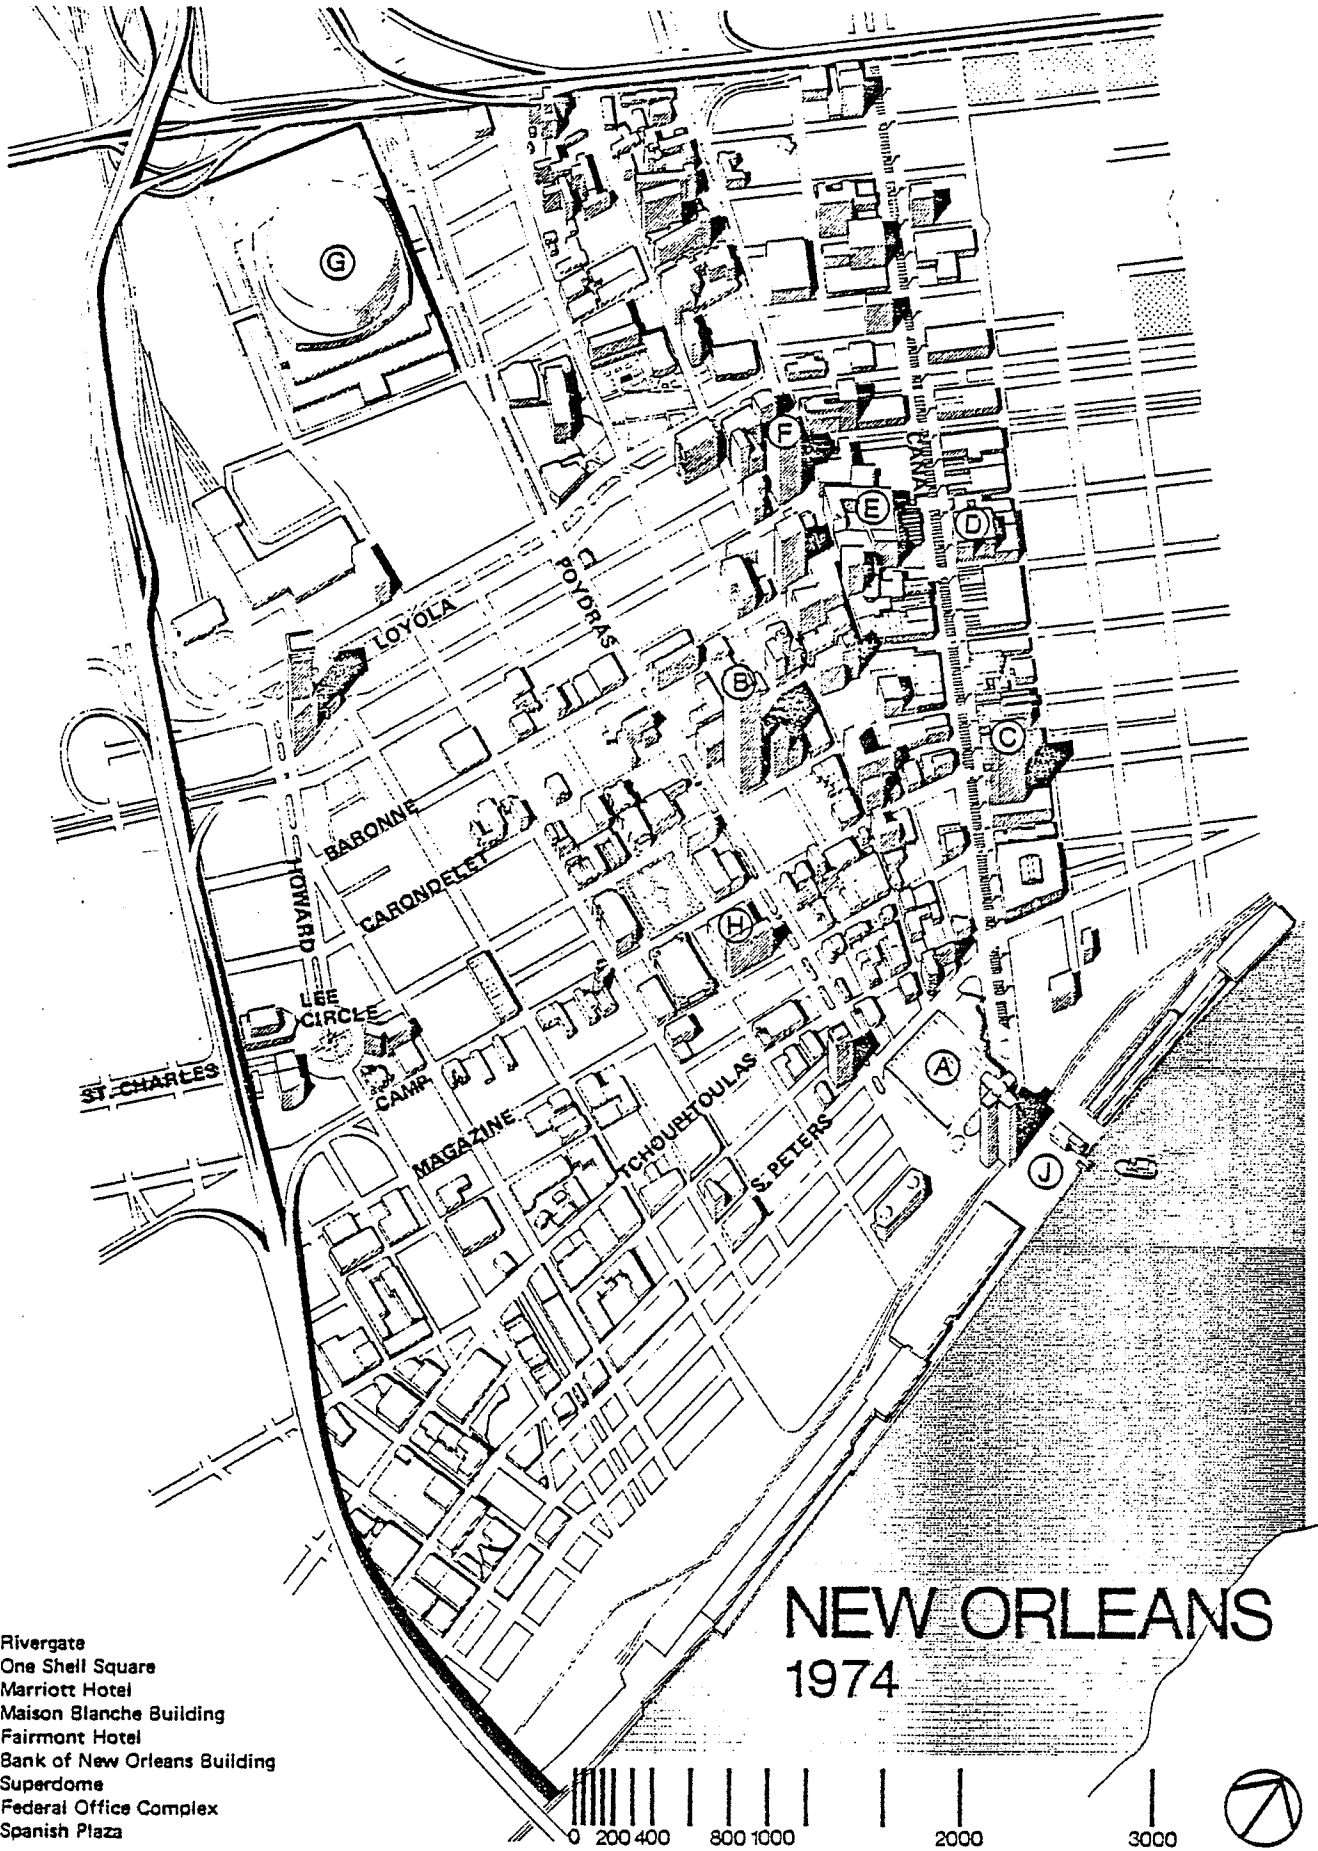 G
F
CANAL
E
D
POYDRAS
LOYOLA
B
C
BARONNE
CARONDELET
HOWARD
H
LEE
CIRCLE
ST. CHARLES
CAMP
A
MAGAZINE
TCHOUPITOULAS
S. PETERS
J
NEW ORLEANS
1974
Rivergate
One Shell Square
Marriott Hotel
Maison Blanche Building
Fairmont Hotel
Bank of New Orleans Building
Superdome
Federal Office Complex
Spanish Plaza
0 200 400 800 1000 2000 3000